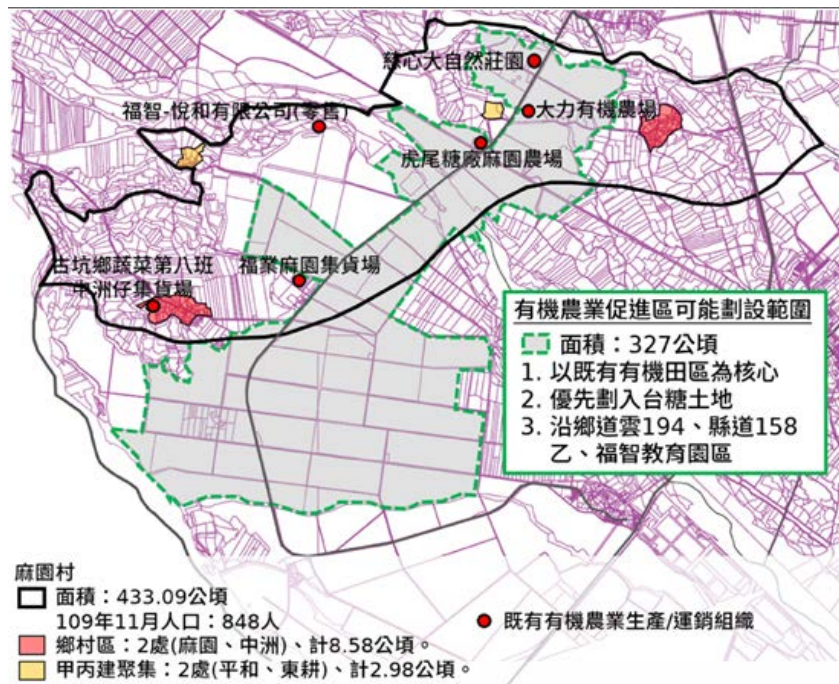 慈心大自然莊園
福智-悅和有限公司(零售)
大力有機農場
虎尾糖廠麻園農場
古坑鄉蔬菜第八班
中洲仔集貨場
福業麻園集貨場
有機農業促進區可能劃設範圍
面積：327公頃
1. 以既有有機田區為核心
2. 優先劃入台糖土地
3. 沿鄉道雲194、縣道158
乙、福智教育園區
麻園村
面積：433.09公頃
109年11月人口：848人
鄉村區：2處(麻園、中洲)、計8.58公頃。
甲丙建聚集：2處(平和、東耕)、計2.98公頃。
既有有機農業生產/運銷組織